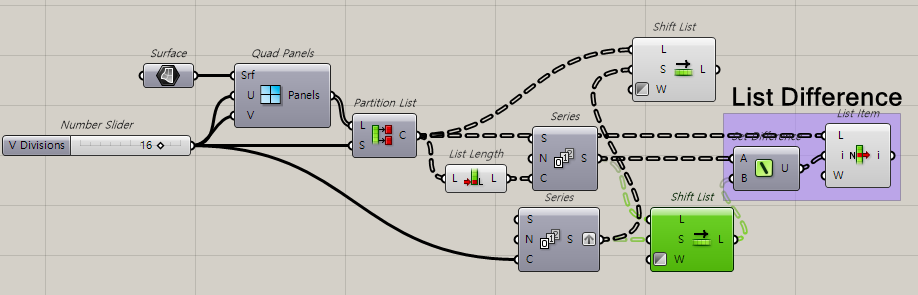 Shift List
L
S
W
L
Surface
Quad Panels
Srf
U
V
Panels
Partition List
L
S
C
List Difference
Number Slider
V Divisions
16
Series
S
N
C
S
List Length
L
L
Set Difference
A
B
U
List Item
L
i
W
i
Series
S
N
C
S
Shift List
L
S
W
L